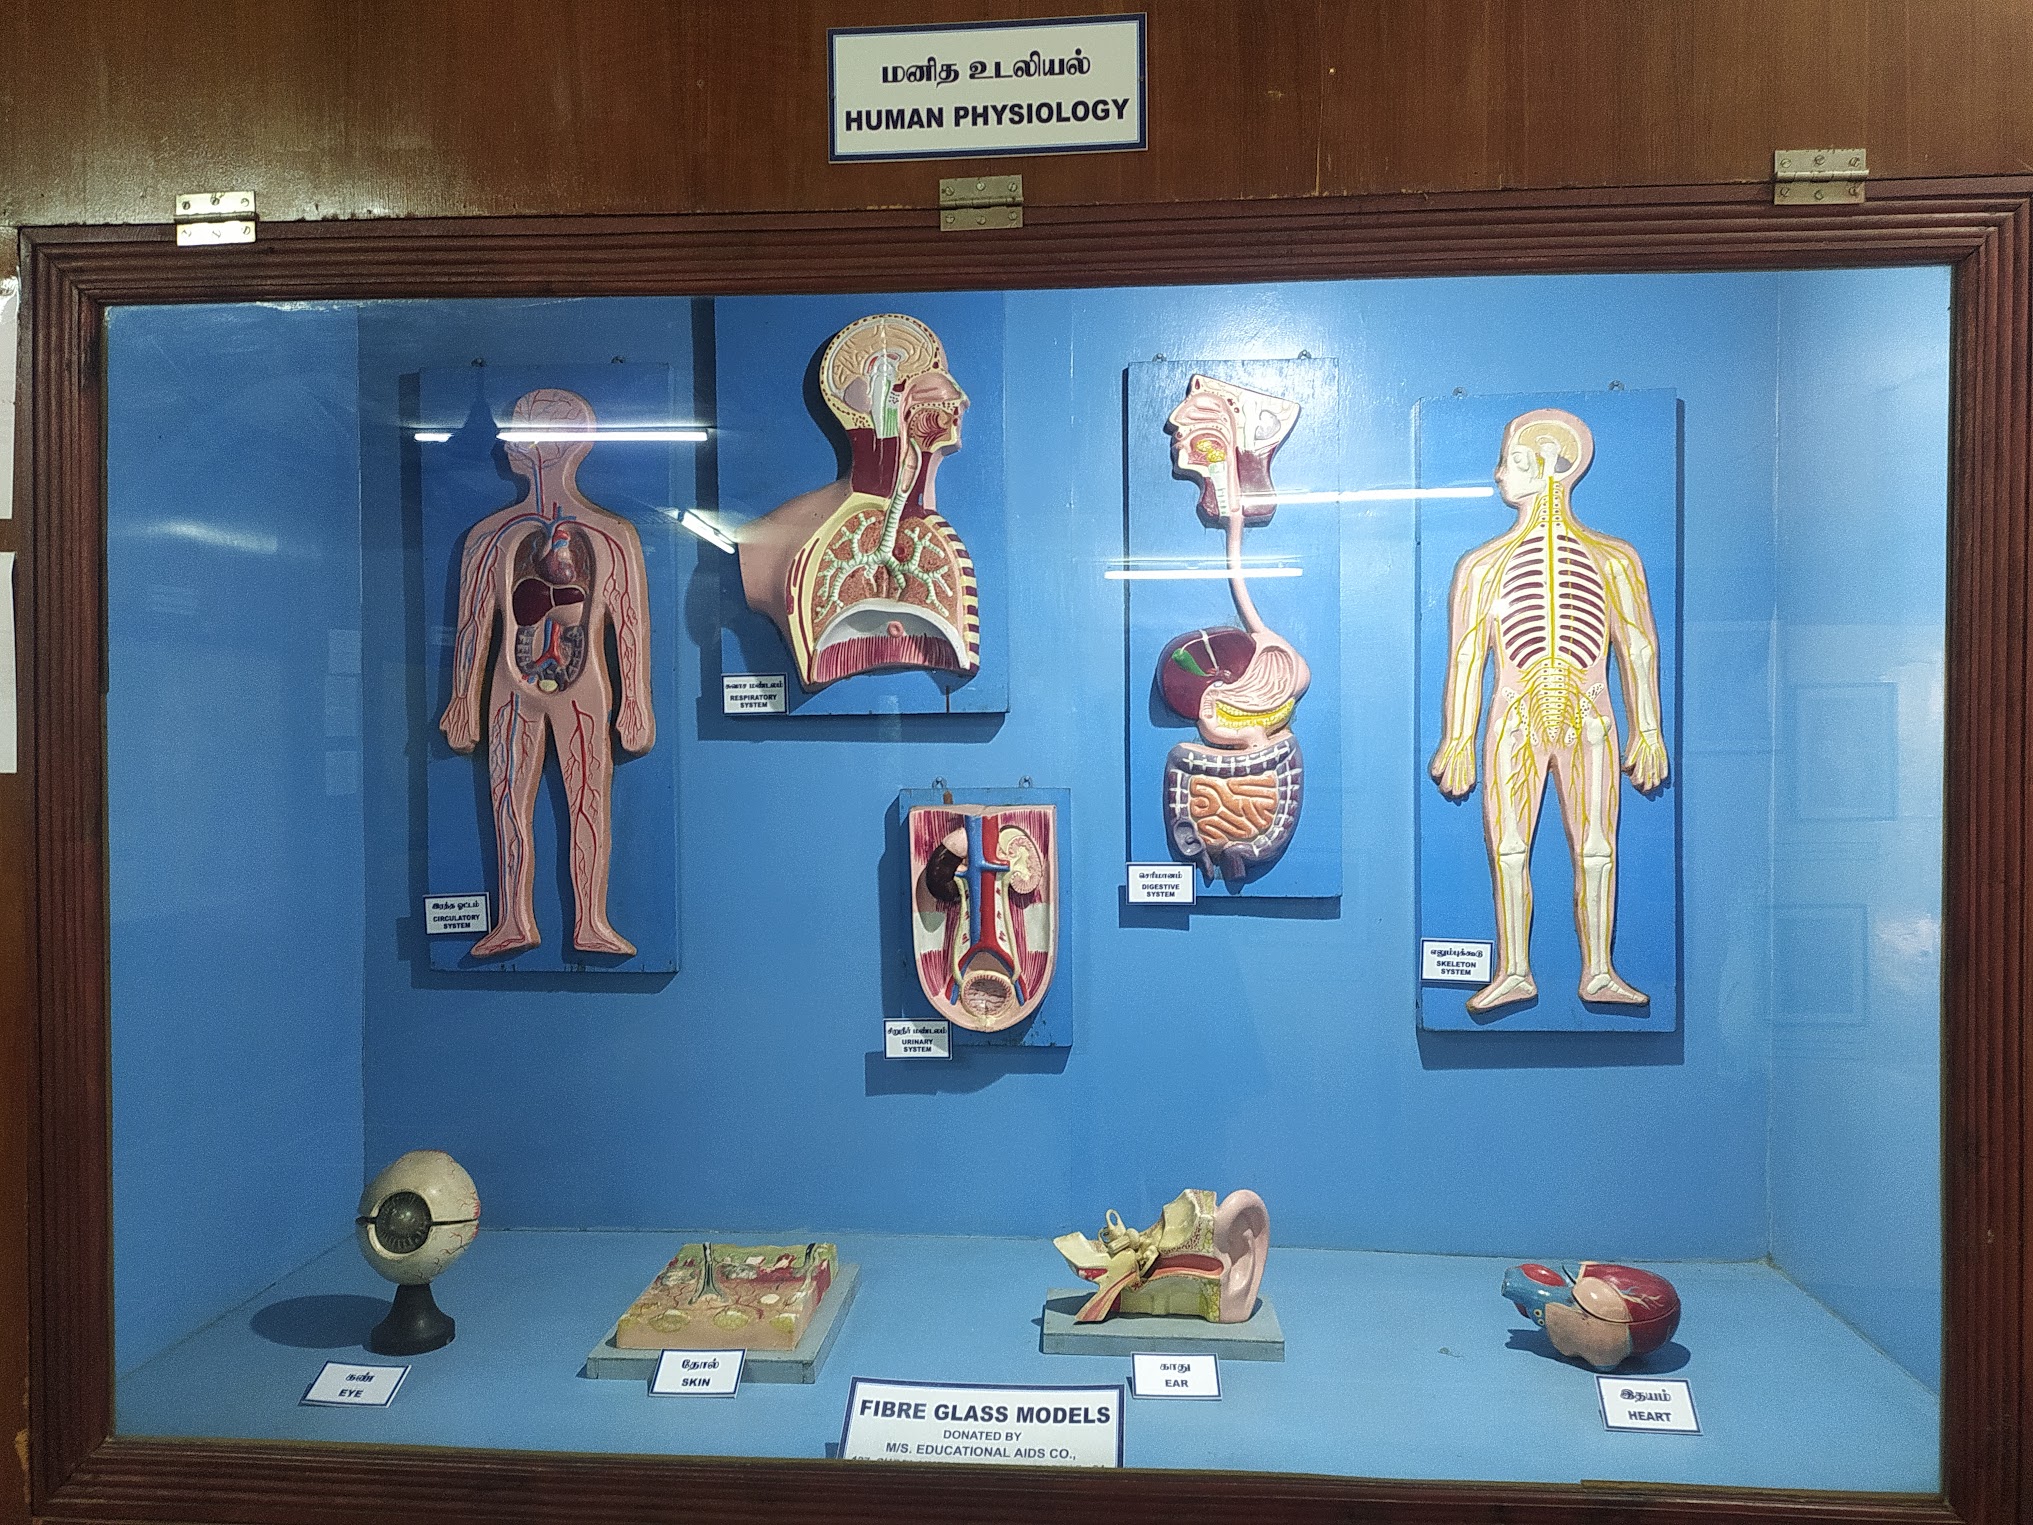 மனித உடலியல்
HUMAN PHYSIOLOGY
சுவாச மண்டலம்
RESPIRATORY
SYSTEM
செரிமானம்
DIGESTIVE
SYSTEM
இரத்த ஓட்டம்
CIRCULATORY
SYSTEM
எலும்புக்கூடு
SKELETON
SYSTEM
சிறுநீர் மண்டலம்
URINARY
SYSTEM
கண்
EYE
தோல்
SKIN
காது
EAR
இதயம்
HEART
FIBRE GLASS MODELS
DONATED BY
M/S. EDUCATIONAL AIDS CO.,